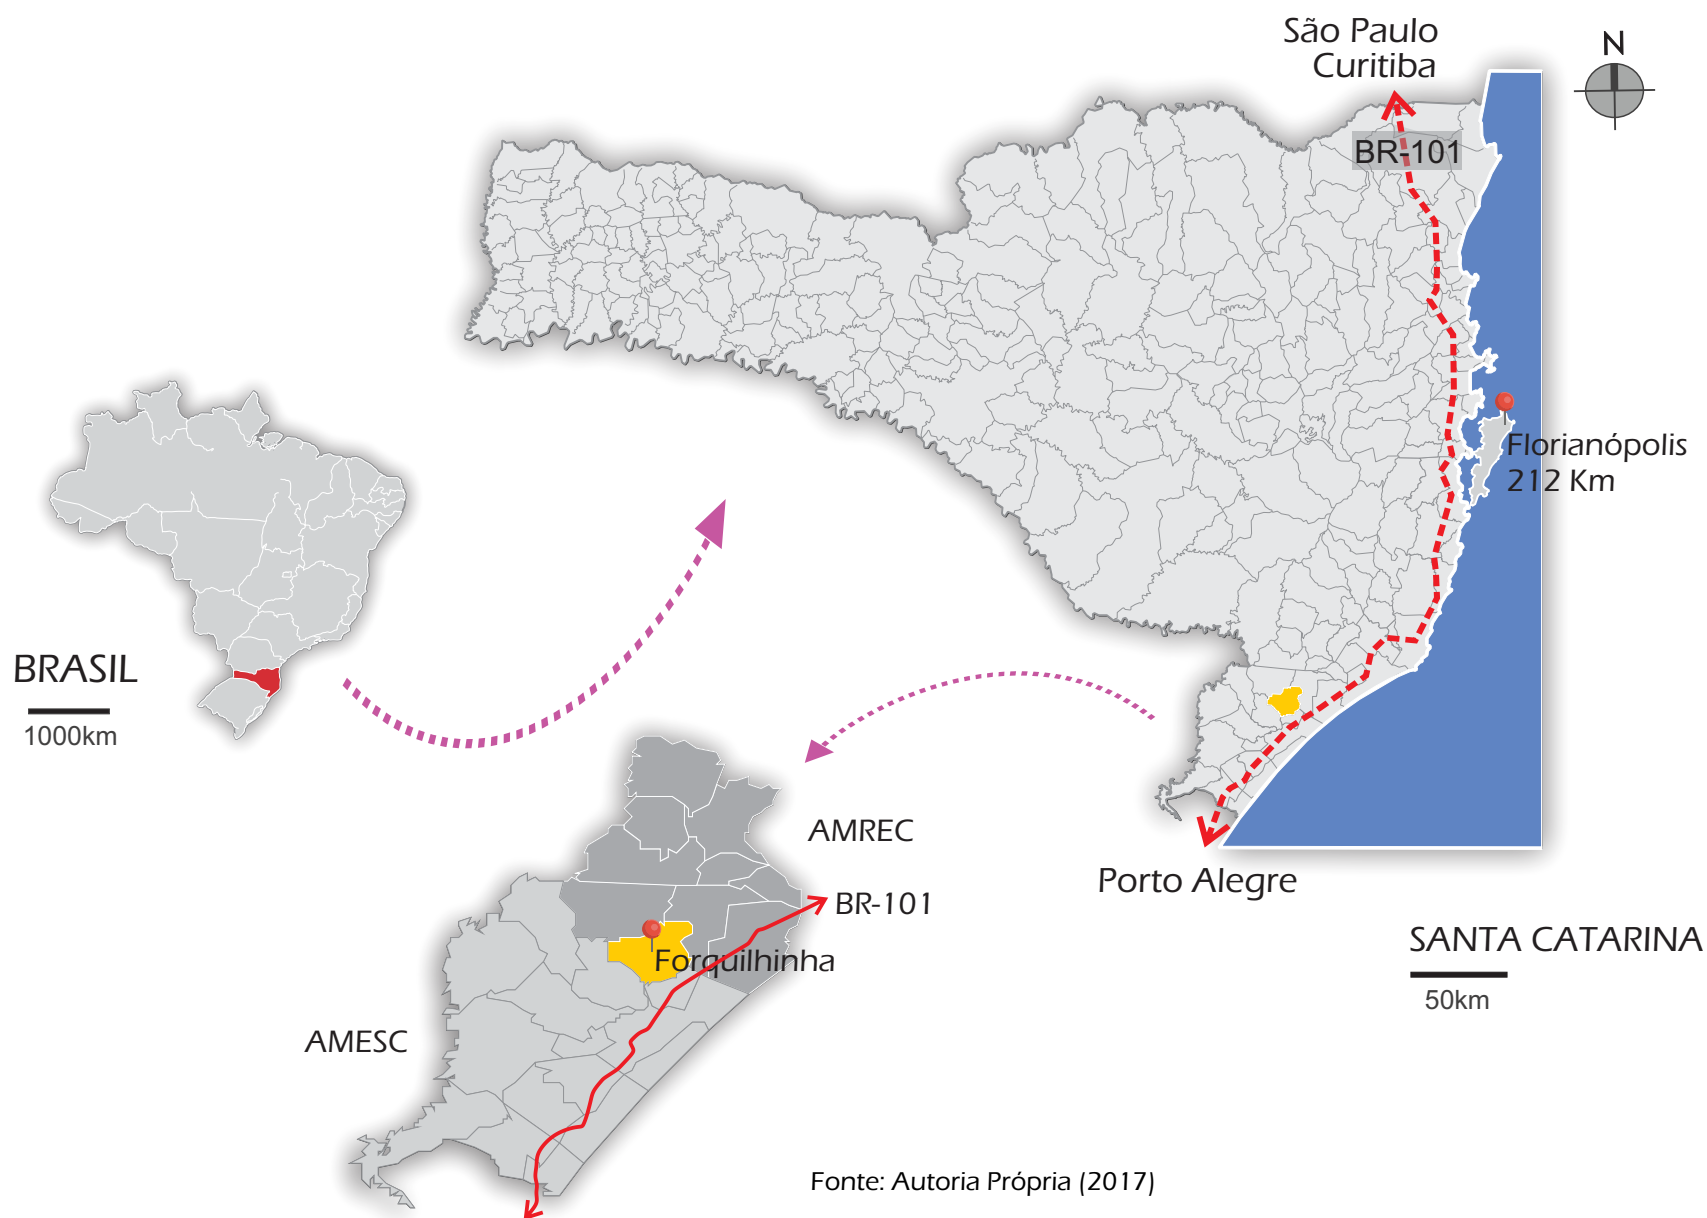 São Paulo
Curitiba
N
BR-101
Florianópolis
212 Km
BRASIL
1000km
AMREC
Porto Alegre
BR-101
SANTA CATARINA
50km
Forquilhinha
AMESC
Fonte: Autoria Própria (2017)